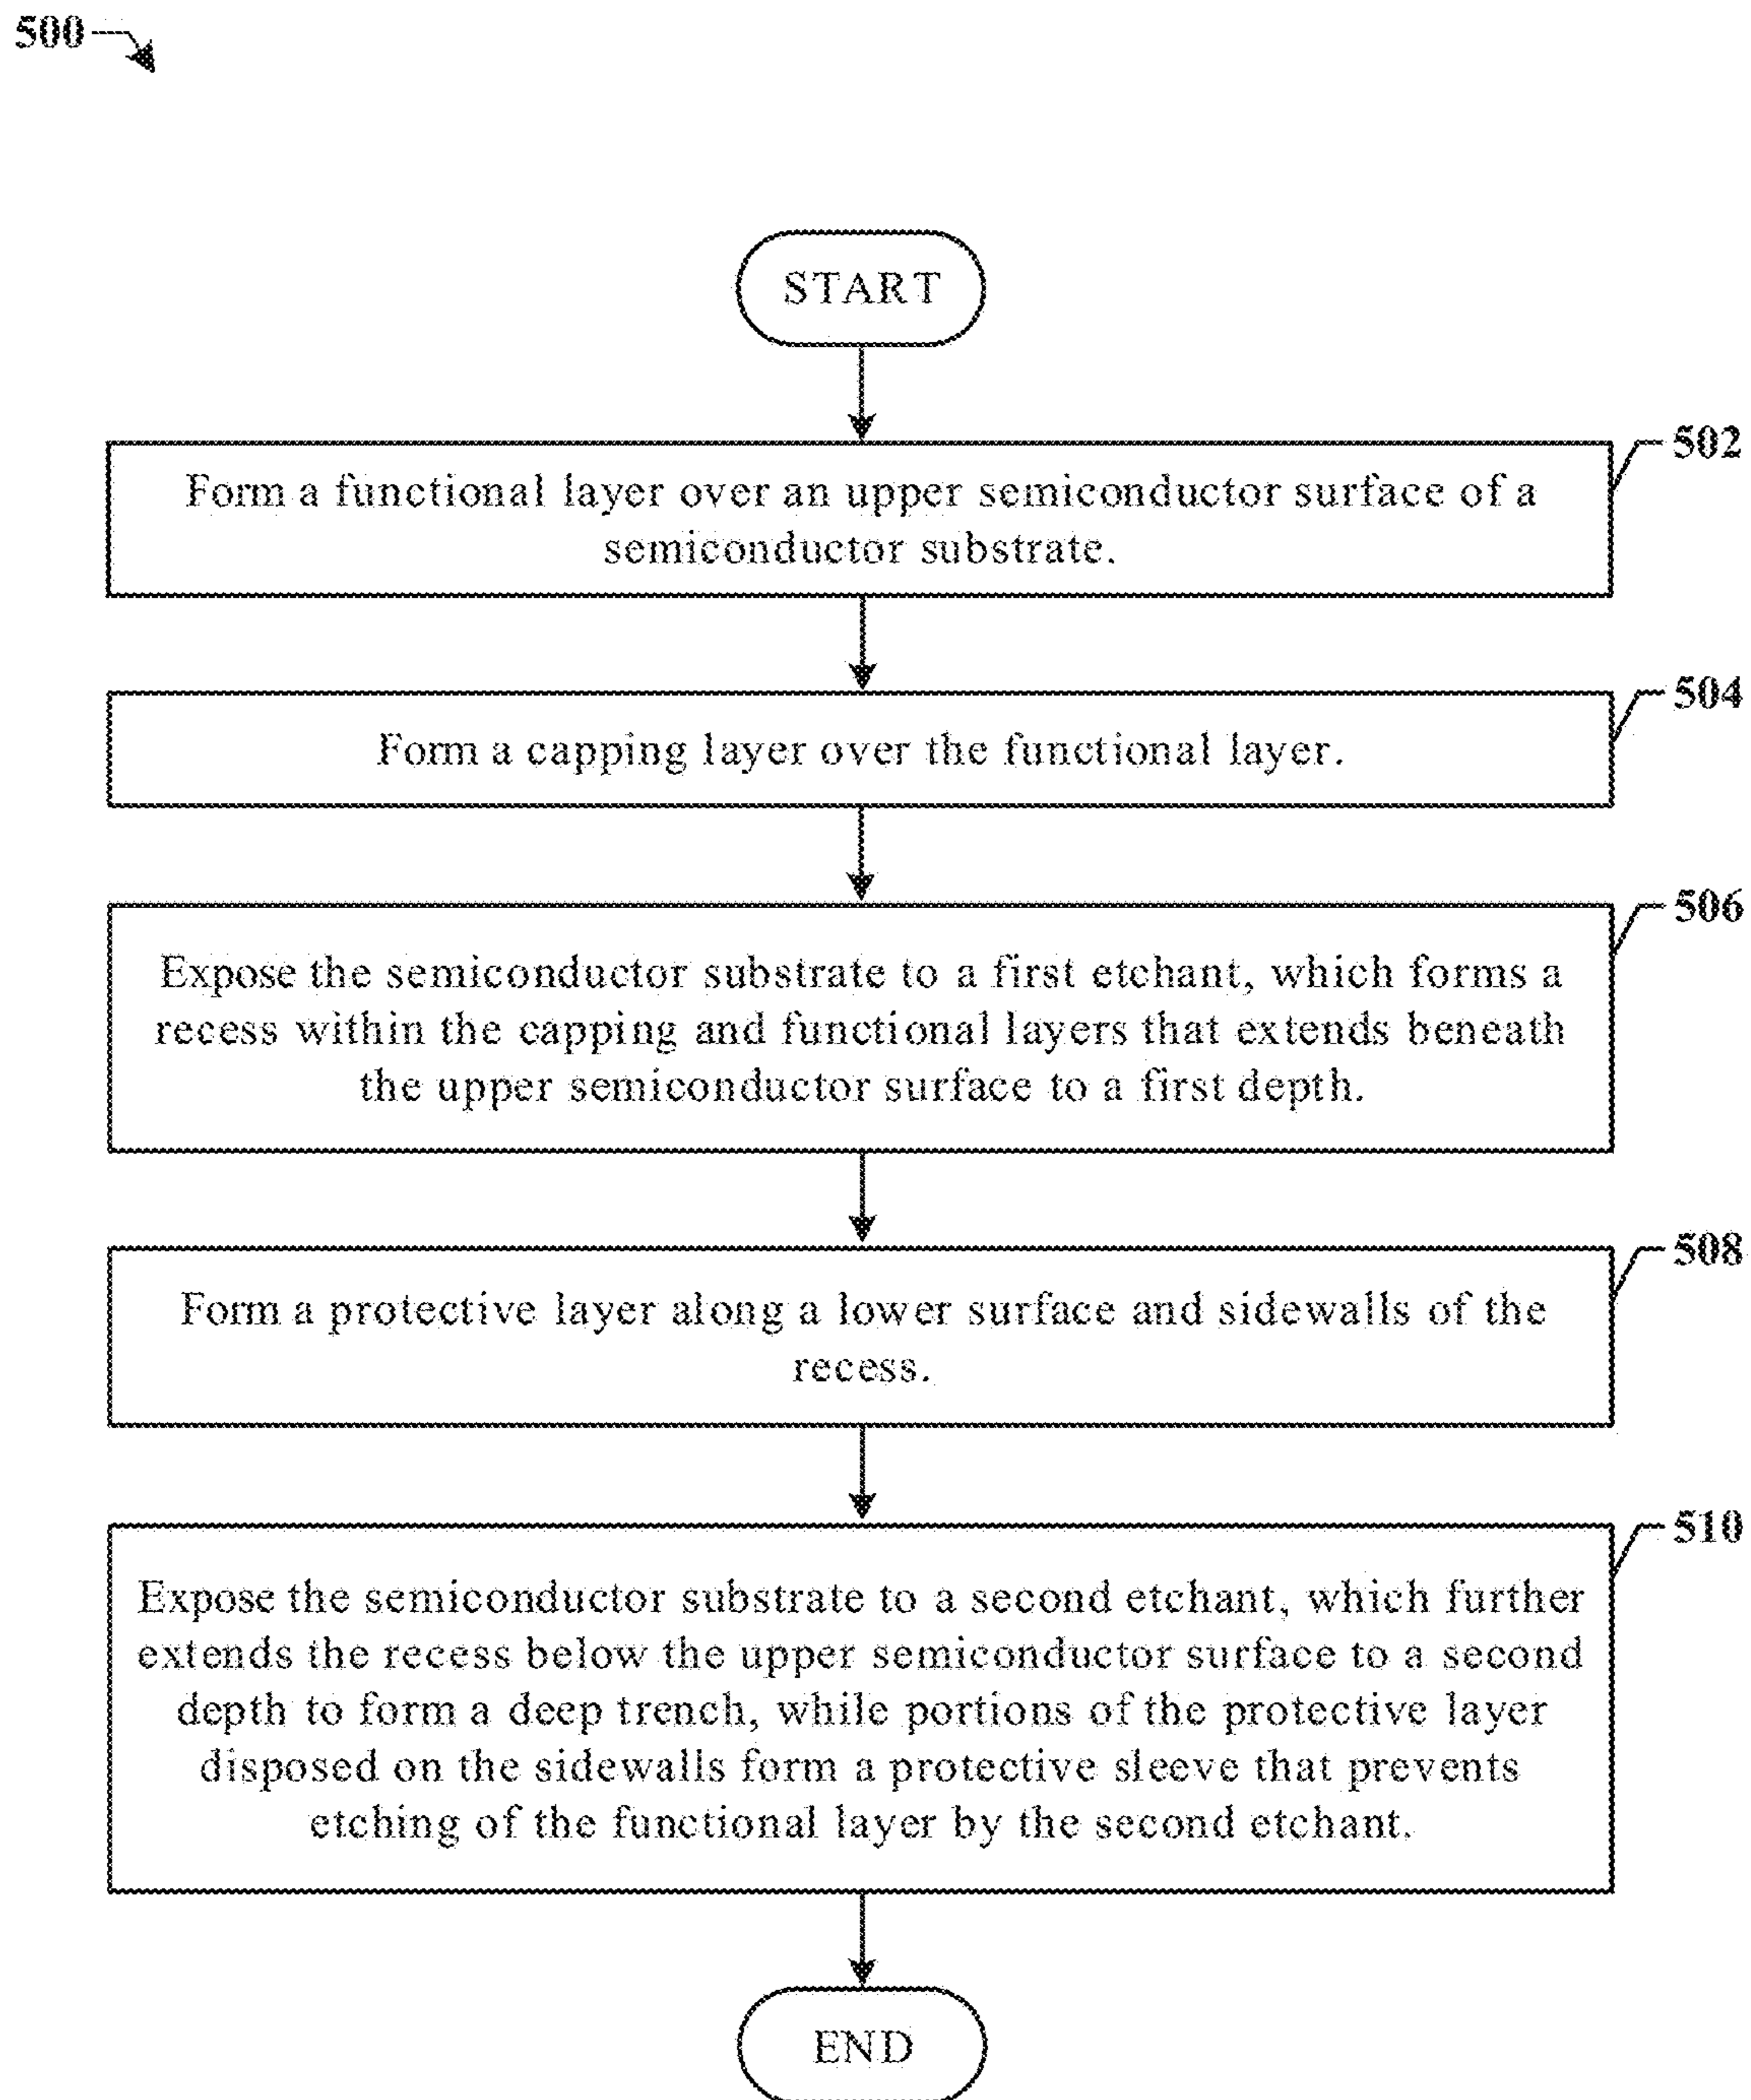 500
START
502
Form a functional layer over an upper semiconductor surface of a
semiconductor substrate.
504
Form a capping layer over the functional layer.
506
Expose the semiconductor substrate to a first etchant, which forms a
recess within the capping and functional layers that extends beneath
the upper semiconductor surface to a first depth.
508
Form a protective layer along a lower surface and sidewalls of the
recess.
510
Expose the semiconductor substrate to a second etchant, which further
extends the recess below the upper semiconductor surface to a second
depth to form a deep trench, while portions of the protective layer
disposed on the sidewalls form a protective sleeve that prevents
etching of the functional layer by the second etchant.
END